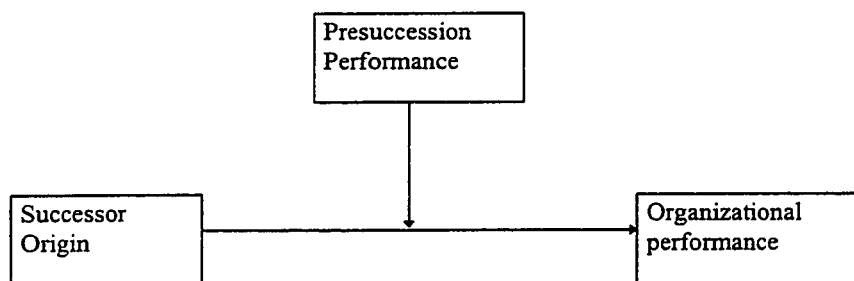 Presuccession
Performance
Successor
Origin
Organizational
performance